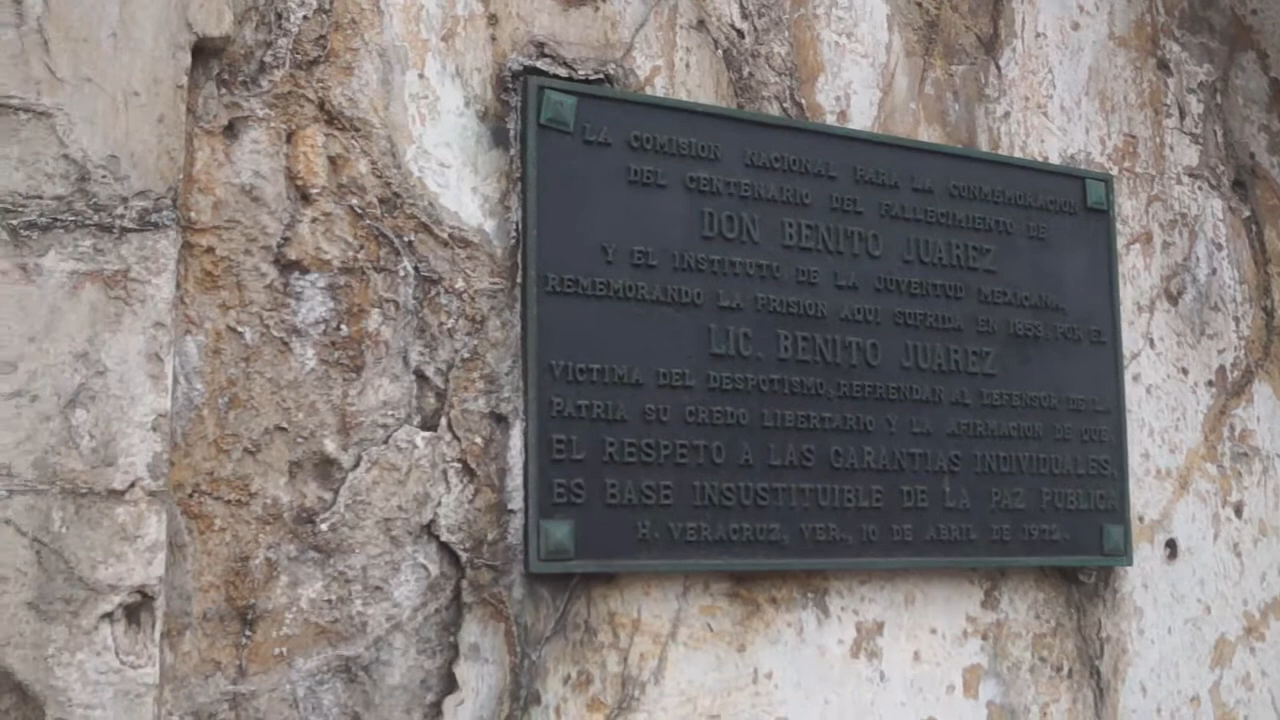 LA COMISION NACIONAL PARA LA CONMEMORACION
DEL CENTENARIO DEL FALLECIMIENTO DE
DON BENITO JUAREZ
Y EL INSTITUTO DE LA JUVENTUD MEXICANA,
REMEMORANDO LA PRISION AQUI SUFRIDA EN 1853, POR EL
LIC. BENITO JUAREZ
VICTIMA DEL DESPOTISMO, REFRENDAN AL DEFENSOR DE LA
PATRIA SU CREDO LIBERTARIO Y LA AFIRMACION DE QUE:
EL RESPETO A LAS GARANTIAS INDIVIDUALES,
ES BASE INSUSTITUIBLE DE LA PAZ PUBLICA
H. VERACRUZ, VER., 10 DE ABRIL DE 1972.